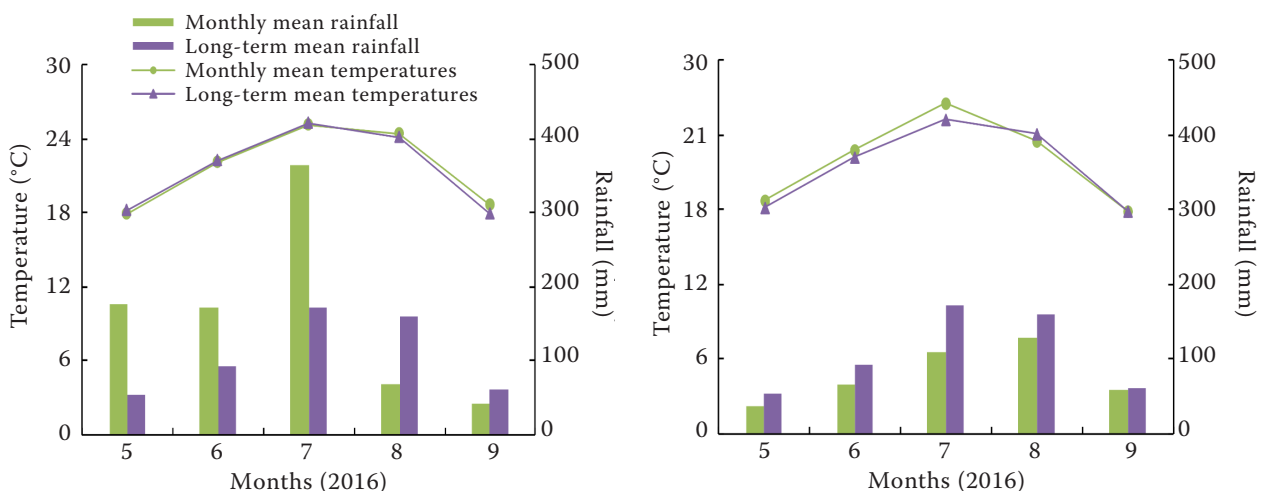 Monthly mean rainfall
Long-term mean rainfall
Monthly mean temperatures
Long-term mean temperatures
Temperature (°C)
30
24
18
12
6
0
500
400
300
200
100
0
Rainfall (mm)
5 6 7 8 9
Months (2016)
Temperature (°C)
30
21
18
12
6
0
500
400
300
200
100
0
Rainfall (mm)
5 6 7 8 9
Months (2016)